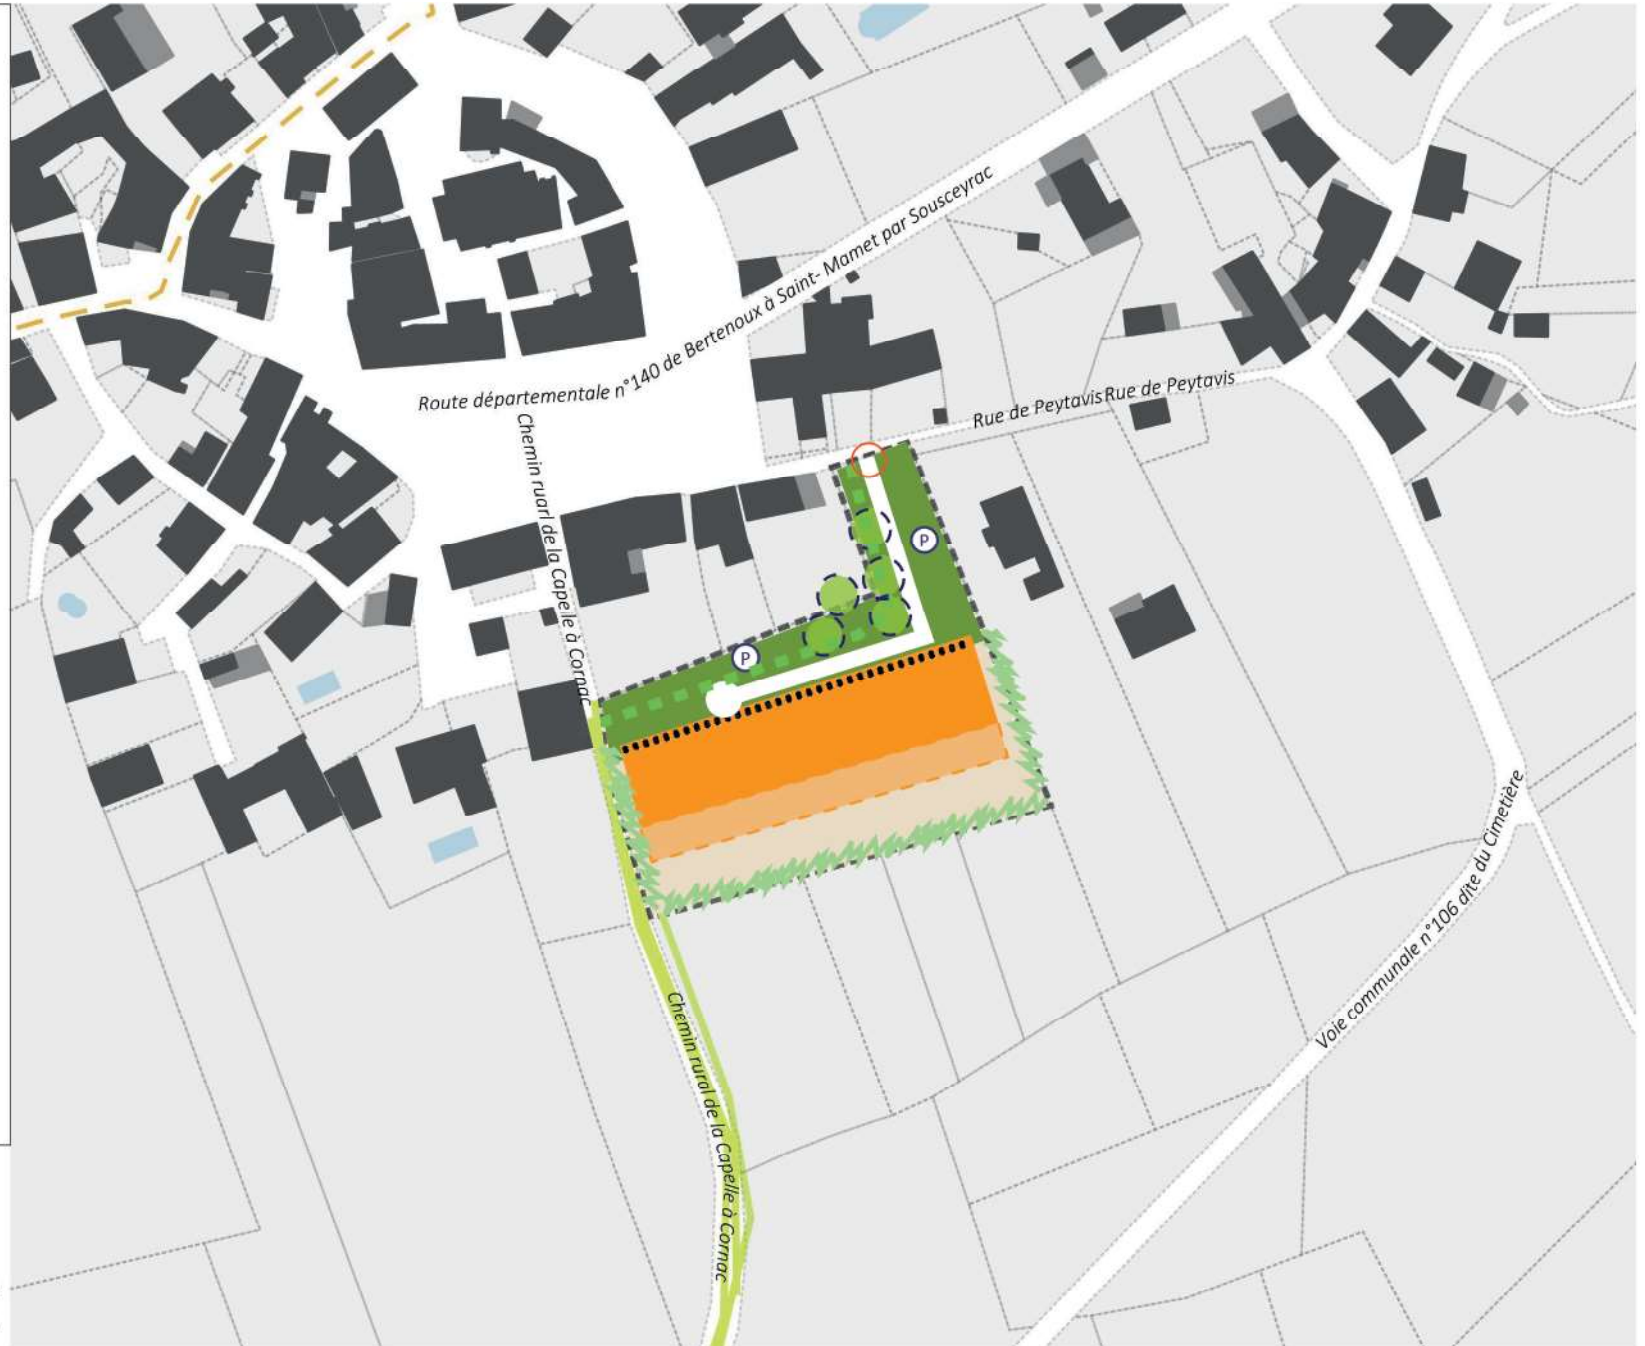 Route départementale n°140 de Bertenoux à Saint- Mamet par Sousceyrac
Rue de Peytavis
Rue de Peytavis
Chemin ruarl de la Capelle à Cornac
P
P
Chemin rural de la Capelle à Cornac
Voie communale n°106 dite du Cimetière